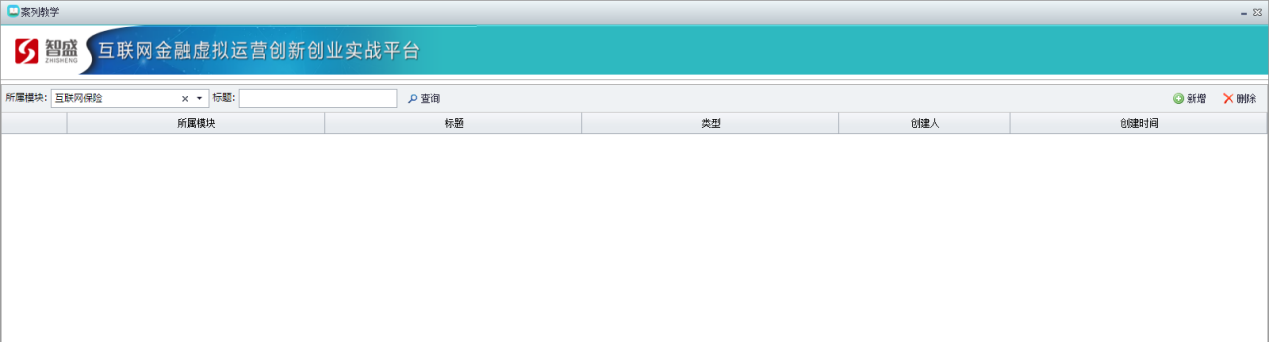 案列教学
智盛
ZHISHENG
互联网金融虚拟运营创新创业实战平台
所属模块: 互联网保险 标题: 查询 新增 删除
所属模块 标题 类型 创建人 创建时间